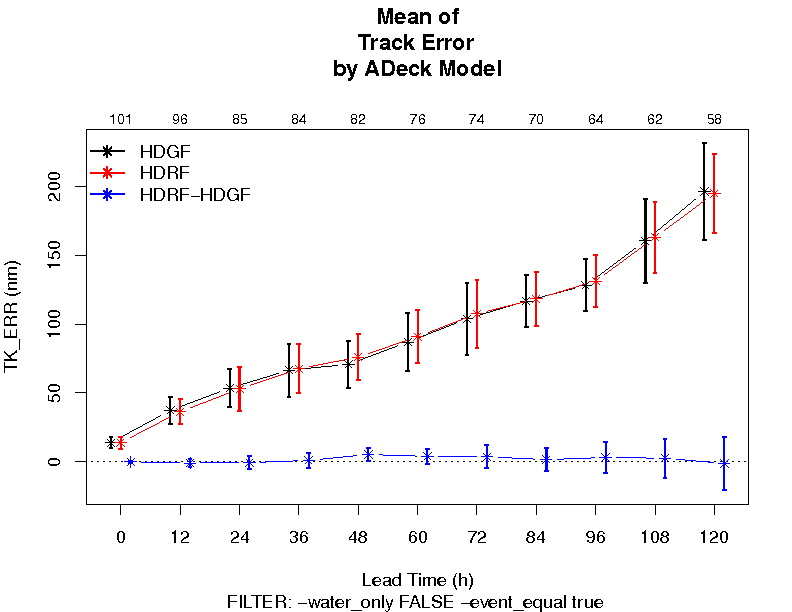 Mean of
Track Error
by ADeck Model
101 96 85 84 82 76 74 70 64 62 58
HDGF
HDRF
HDRF−HDGF
TK_ERR (nm)
200
150
100
50
0
0 12 24 36 48 60 72 84 96 108 120
Lead Time (h)
FILTER: −water_only FALSE −event_equal true